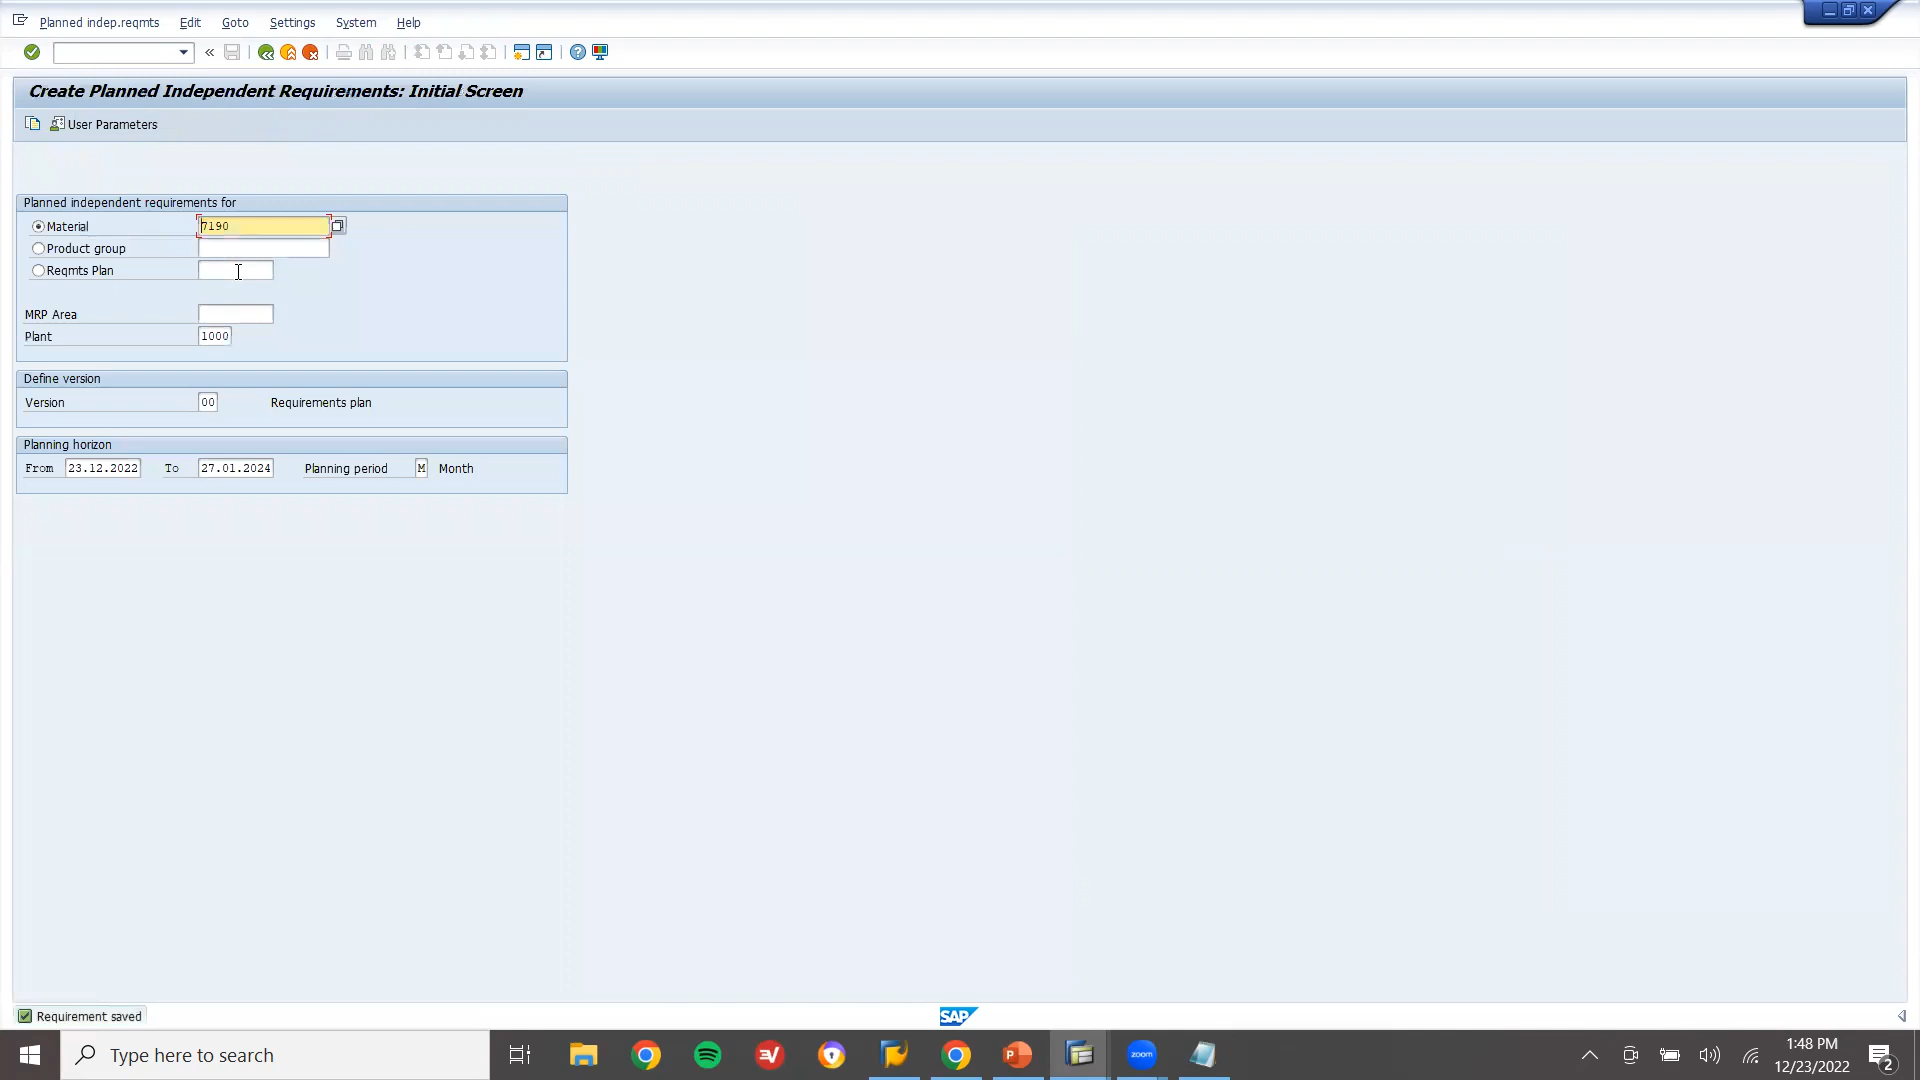 Planned indep.reqmts Edit Goto Settings System Help
Create Planned Independent Requirements: Initial Screen
User Parameters
Planned independent requirements for
Material 7190
Product group
Reqmts Plan
MRP Area
Plant 1000
Define version
Version 00 Requirements plan
Planning horizon
From 23.12.2022 To 27.01.2024 Planning period M Month
Requirement saved
SAP
Type here to search
zoom
1:48 PM
12/23/2022
2